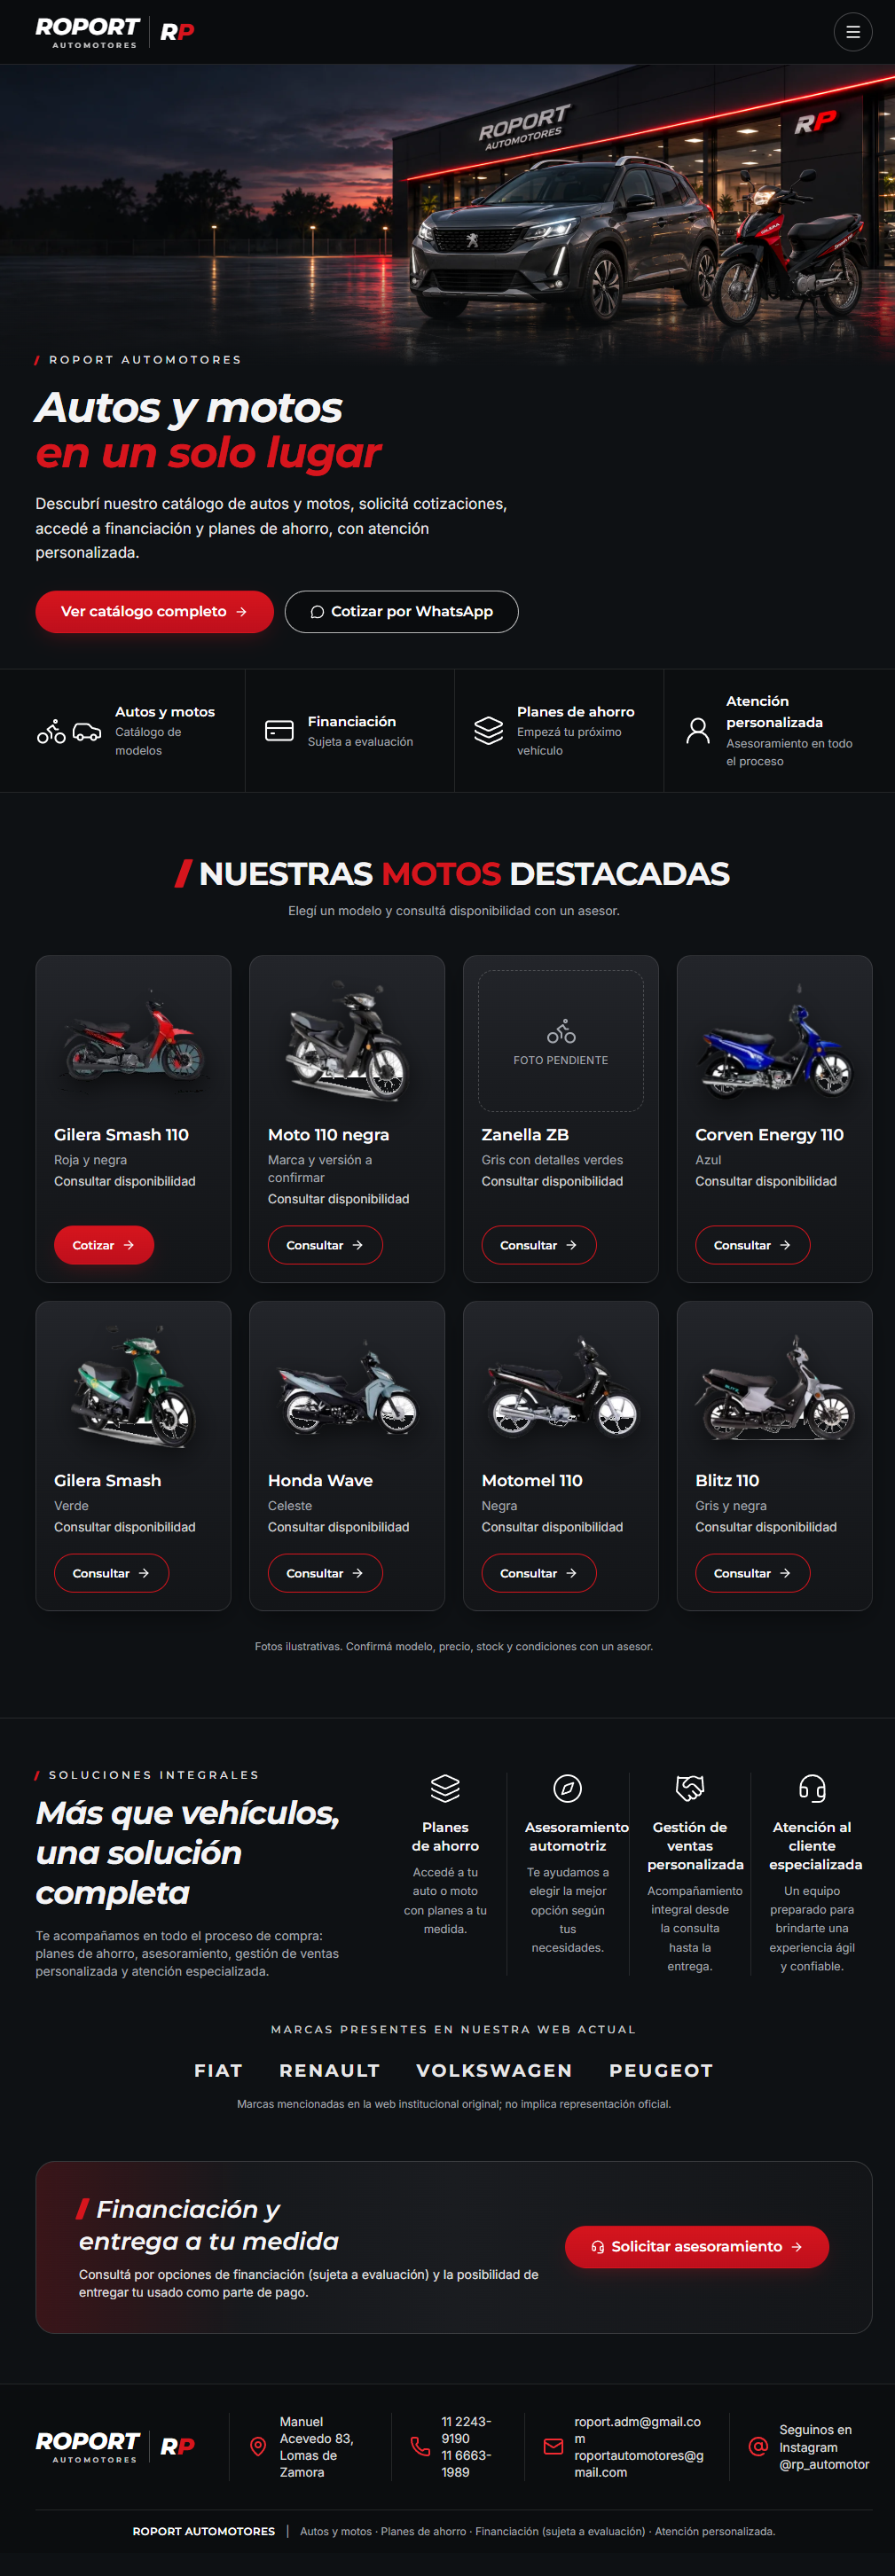 ROPORT
AUTOMOTORES
RP
ROPORT
AUTOMOTORES
RP
ROPORT AUTOMOTORES
Autos y motos
en un solo lugar
Descubrí nuestro catálogo de autos y motos, solicitá cotizaciones,
accedé a financiación y planes de ahorro, con atención
personalizada.
Ver catálogo completo
Cotizar por WhatsApp
Autos y motos
Catálogo de
modelos
Financiación
Sujeta a evaluación
Planes de ahorro
Empezá tu próximo
vehículo
Atención
personalizada
Asesoramiento en todo
el proceso
NUESTRAS MOTOS DESTACADAS
Elegí un modelo y consultá disponibilidad con un asesor.
Gilera Smash 110
Roja y negra
Consultar disponibilidad
Cotizar
Moto 110 negra
Marca y versión a
confirmar
Consultar disponibilidad
Consultar
FOTO PENDIENTE
Zanella ZB
Gris con detalles verdes
Consultar disponibilidad
Consultar
Corven Energy 110
Azul
Consultar disponibilidad
Consultar
Gilera Smash
Verde
Consultar disponibilidad
Consultar
Honda Wave
Celeste
Consultar disponibilidad
Consultar
Motomel 110
Negra
Consultar disponibilidad
Consultar
Blitz 110
Gris y negra
Consultar disponibilidad
Consultar
Fotos ilustrativas. Confirmá modelo, precio, stock y condiciones con un asesor.
SOLUCIONES INTEGRALES
Más que vehículos,
una solución
completa
Te acompañamos en todo el proceso de compra:
planes de ahorro, asesoramiento, gestión de ventas
personalizada y atención especializada.
Planes
de ahorro
Accedé a tu
auto o moto
con planes a tu
medida.
Asesoramiento
automotriz
Te ayudamos a
elegir la mejor
opción según
tus
necesidades.
Gestión de
ventas
personalizada
Acompañamiento
integral desde
la consulta
hasta la
entrega.
Atención al
cliente
especializada
Un equipo
preparado para
brindarte una
experiencia ágil
y confiable.
MARCAS PRESENTES EN NUESTRA WEB ACTUAL
FIAT RENAULT VOLKSWAGEN PEUGEOT
Marcas mencionadas en la web institucional original; no implica representación oficial.
Financiación y
entrega a tu medida
Consultá por opciones de financiación (sujeta a evaluación) y la posibilidad de
entregar tu usado como parte de pago.
Solicitar asesoramiento
ROPORT
AUTOMOTORES
RP
Manuel
Acevedo 83,
Lomas de
Zamora
11 2243-
9190
11 6663-
1989
roport.adm@gmail.co
m
roportautomotores@g
mail.com
Seguinos en
Instagram
@rp_automotor
ROPORT AUTOMOTORES | Autos y motos · Planes de ahorro · Financiación (sujeta a evaluación) · Atención personalizada.